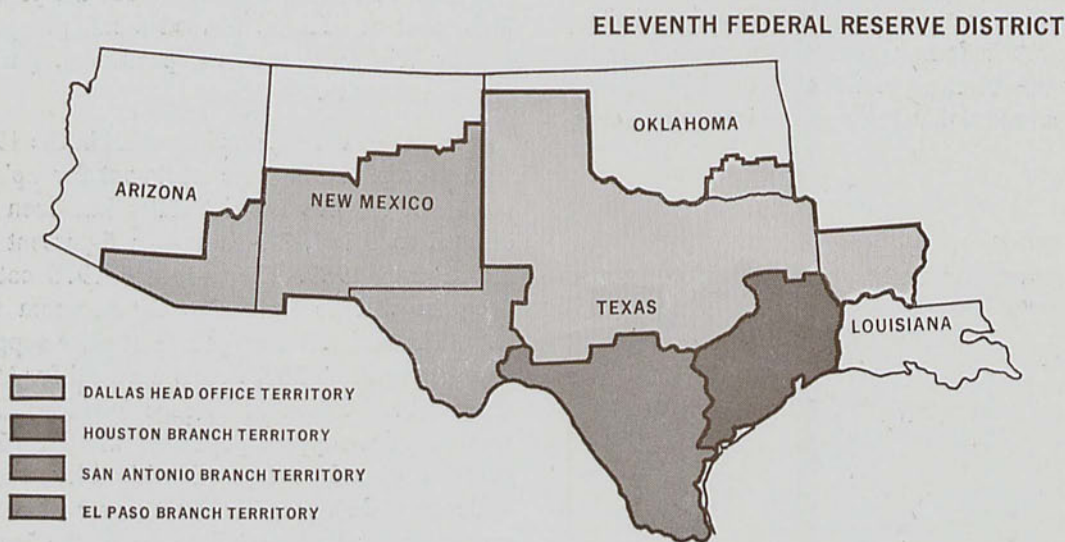 ELEVENTH FEDERAL RESERVE DISTRICT
OKLAHOMA
ARIZONA
NEW MEXICO
TEXAS
LOUISIANA
DALLAS HEAD OFFICE TERRITORY
HOUSTON BRANCH TERRITORY
SAN ANTONIO BRANCH TERRITORY
EL PASO BRANCH TERRITORY